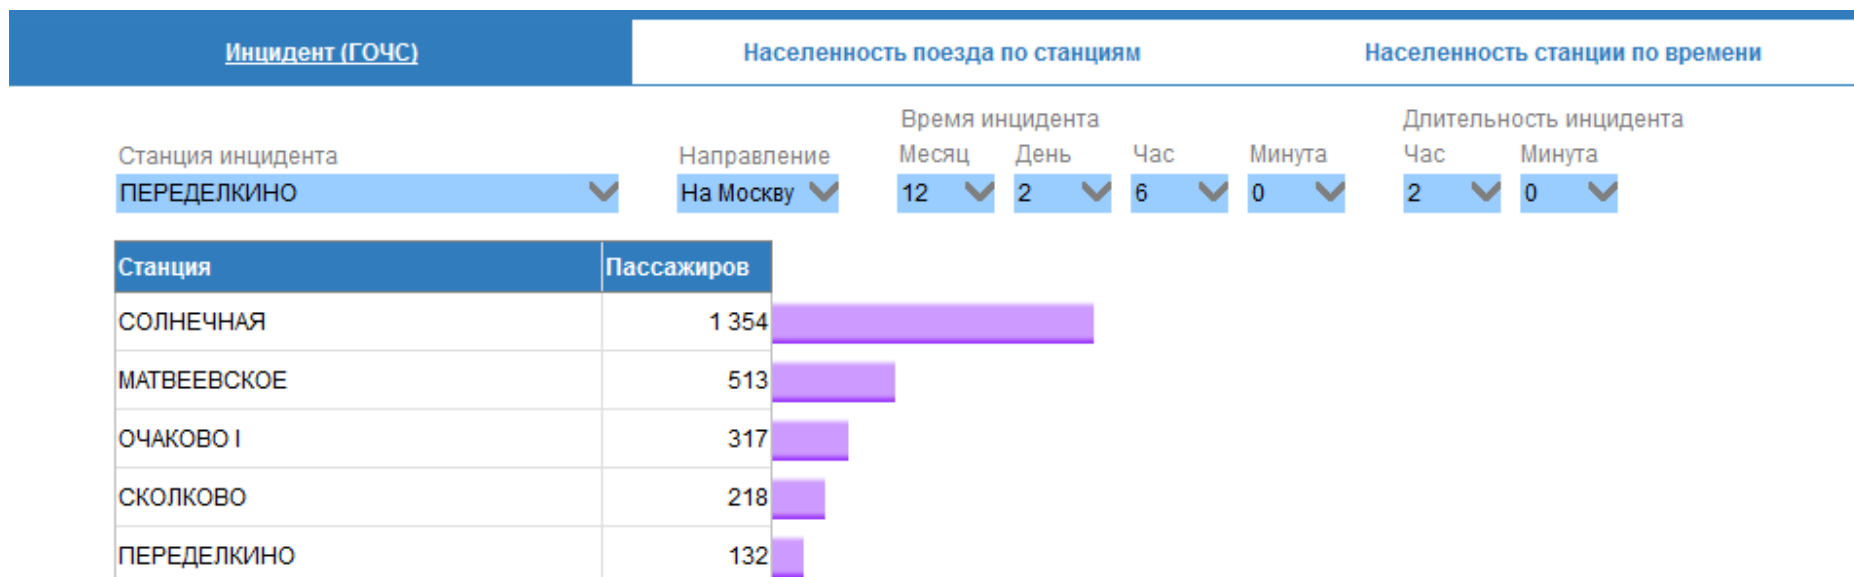 Инцидент (ГОЧС) Населенность поезда по станциям Населенность станции по времени
Время инцидента Длительность инцидента
Станция инцидента Направление Месяц День Час Минута Час Минута
ПЕРЕДЕЛКИНО На Москву 12 2 6 0 2 0
Станция Пассажиров
СОЛНЕЧНАЯ 1 354
МАТВЕЕВСКОЕ 513
ОЧАКОВО I 317
СКОЛКОВО 218
ПЕРЕДЕЛКИНО 132